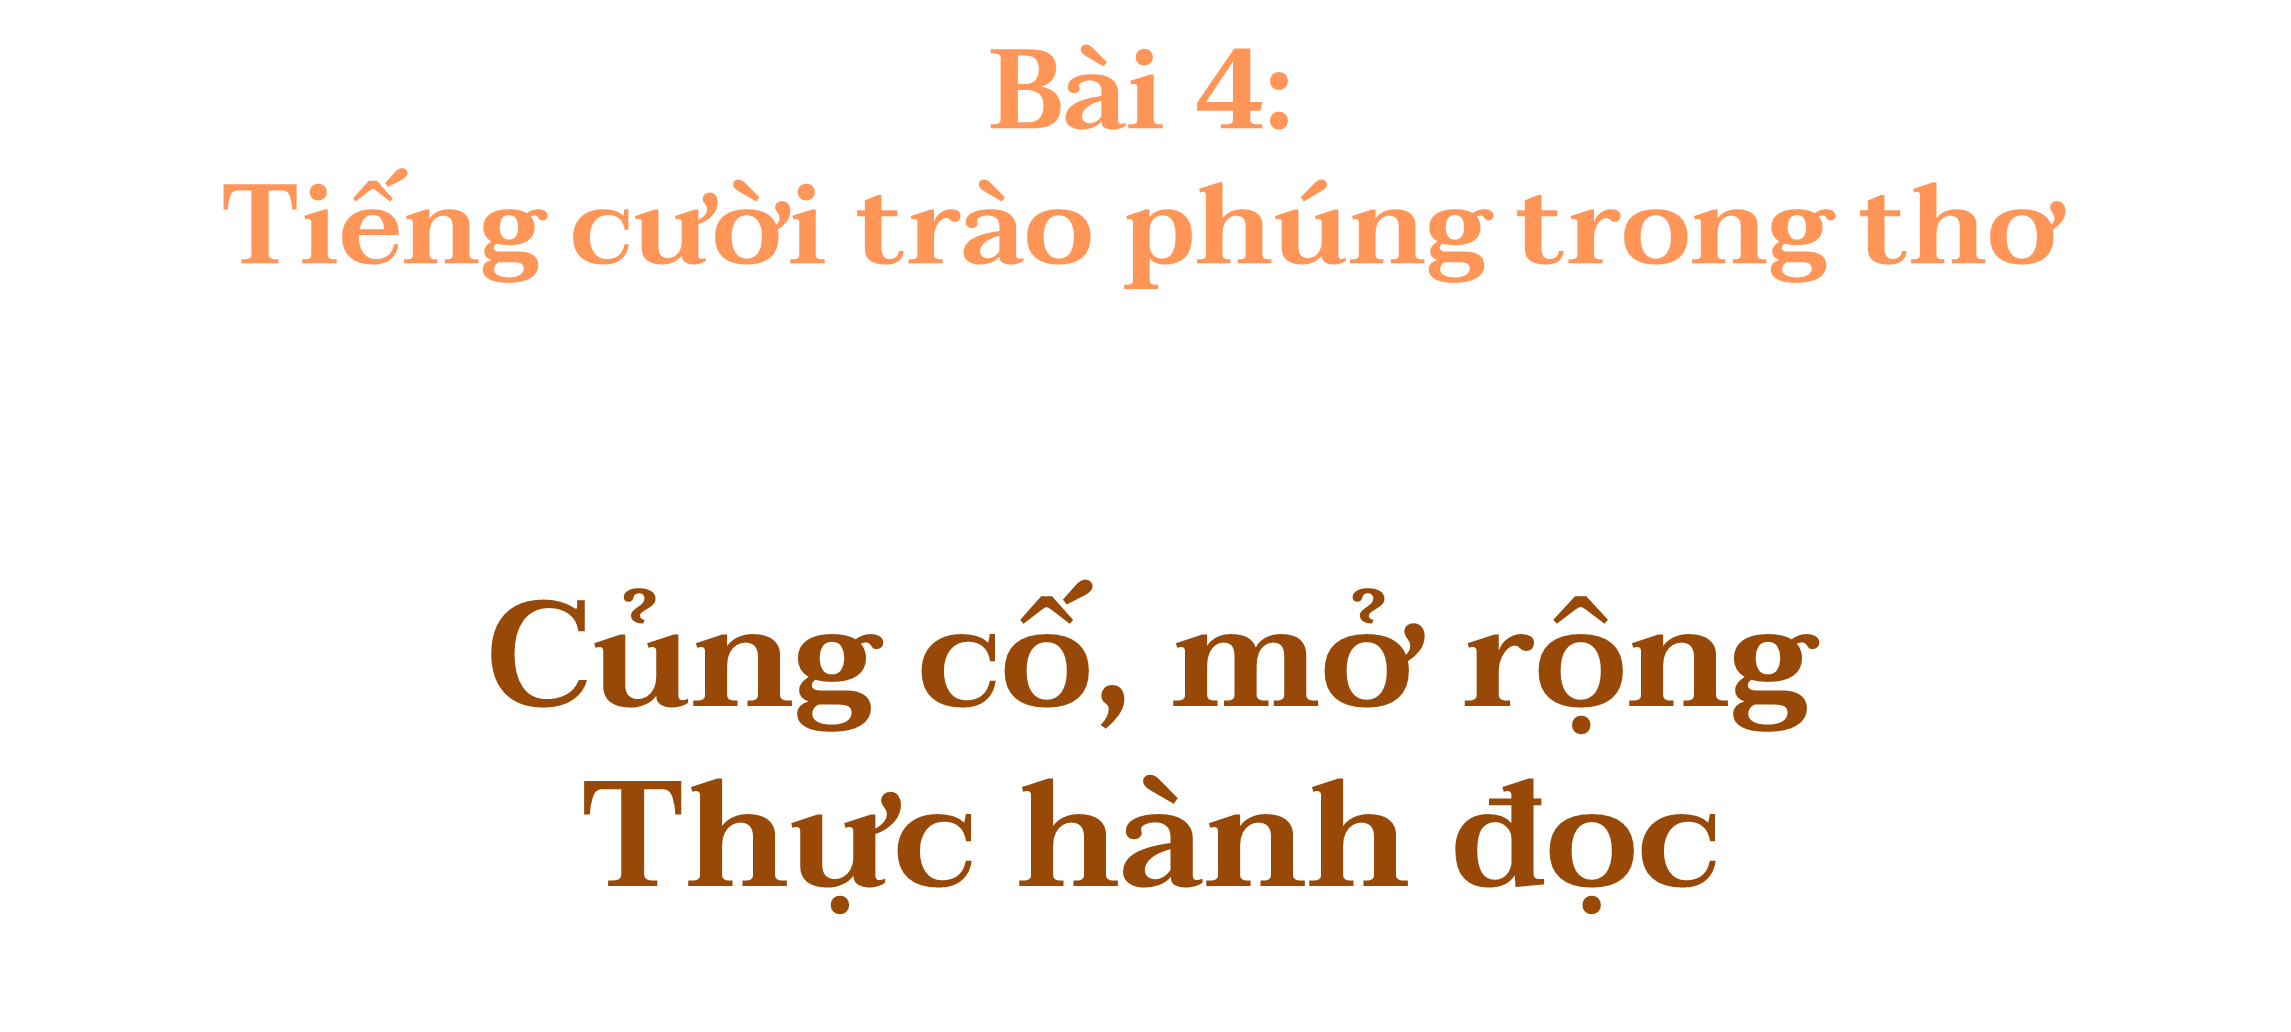 Bài 4:
Tiếng cười trào phúng trong thơ
Củng cố, mở rộng
Thực hành đọc